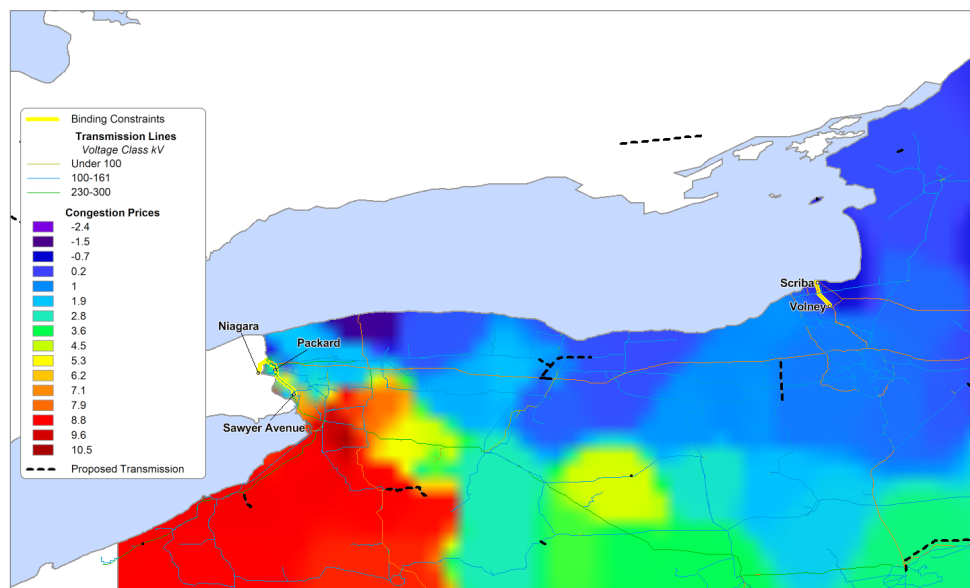 Binding Constraints
Transmission Lines
Voltage Class kV
Under 100
100-161
230-300
Congestion Prices
-2.4
-1.5
-0.7
0.2
1
1.9
2.8
3.6
4.5
5.3
6.2
7.1
7.9
8.8
9.6
10.5
Proposed Transmission
Scriba
Volney
Niagara
Packard
Sawyer Avenue